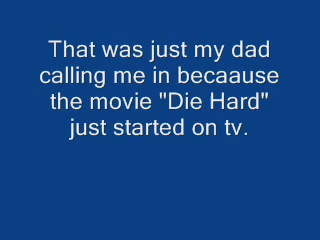 That was just my dad
calling me in becaause
the movie "Die Hard"
just started on tv.